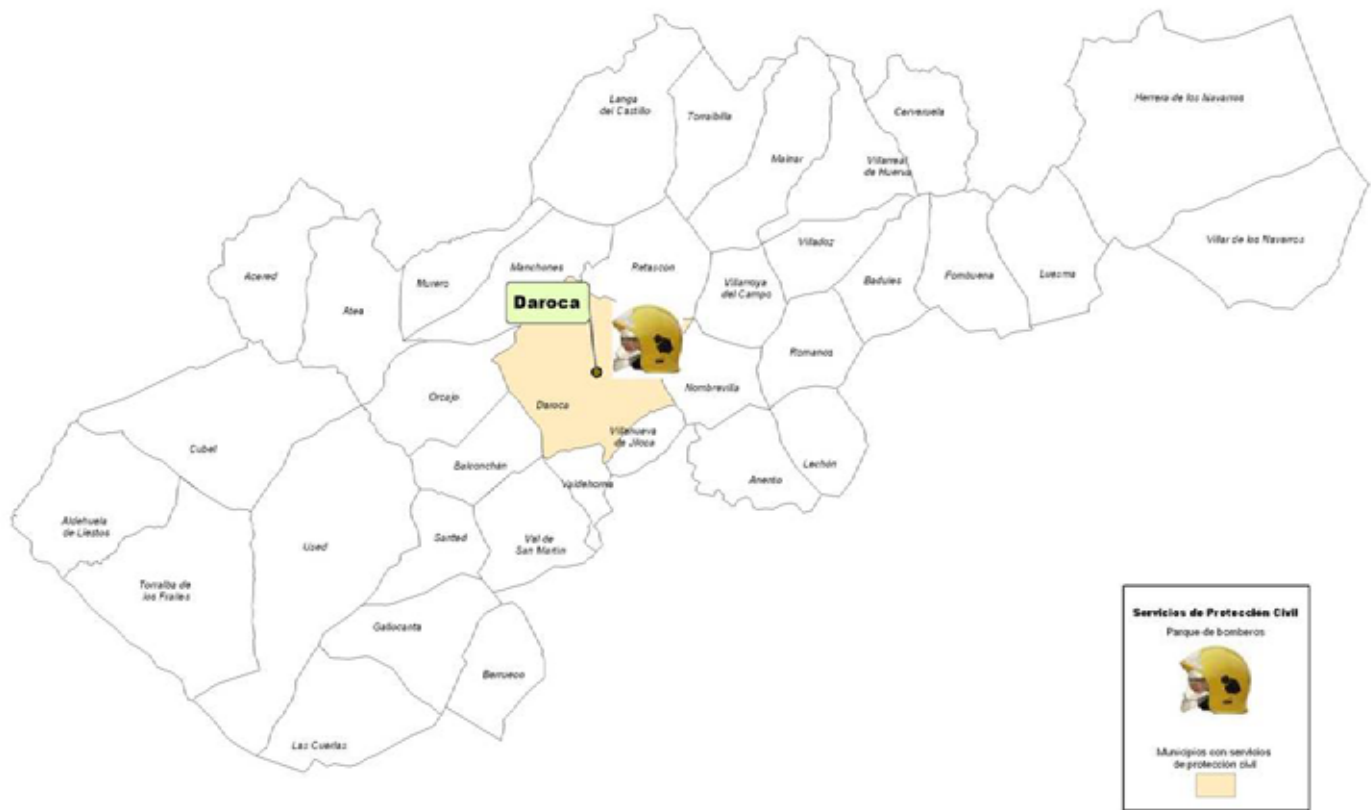 Herrera de los Navarros
Langa
del Castillo
Torralbilla
Cerveruela
Mainar
Villarreal
de Huerva
Villar de los Navarros
Acered
Atea
Murero
Manchones
Retascón
Villarroya
del Campo
Villadoz
Badules
Fombuena
Luesma
Daroca
Romanos
Nombrevilla
Orcajo
Daroca
Villanueva
de Jiloca
Cubel
Balconchán
Valdehorna
Anento
Lechón
Aldehuela
de Liestos
Used
Santed
Val de
San Martín
Torralba de
los Frailes
Gallocanta
Berrueco
Las Cuerlas
Servicios de Protección Civil
Parque de bomberos
Municipios con servicios
de protección civil